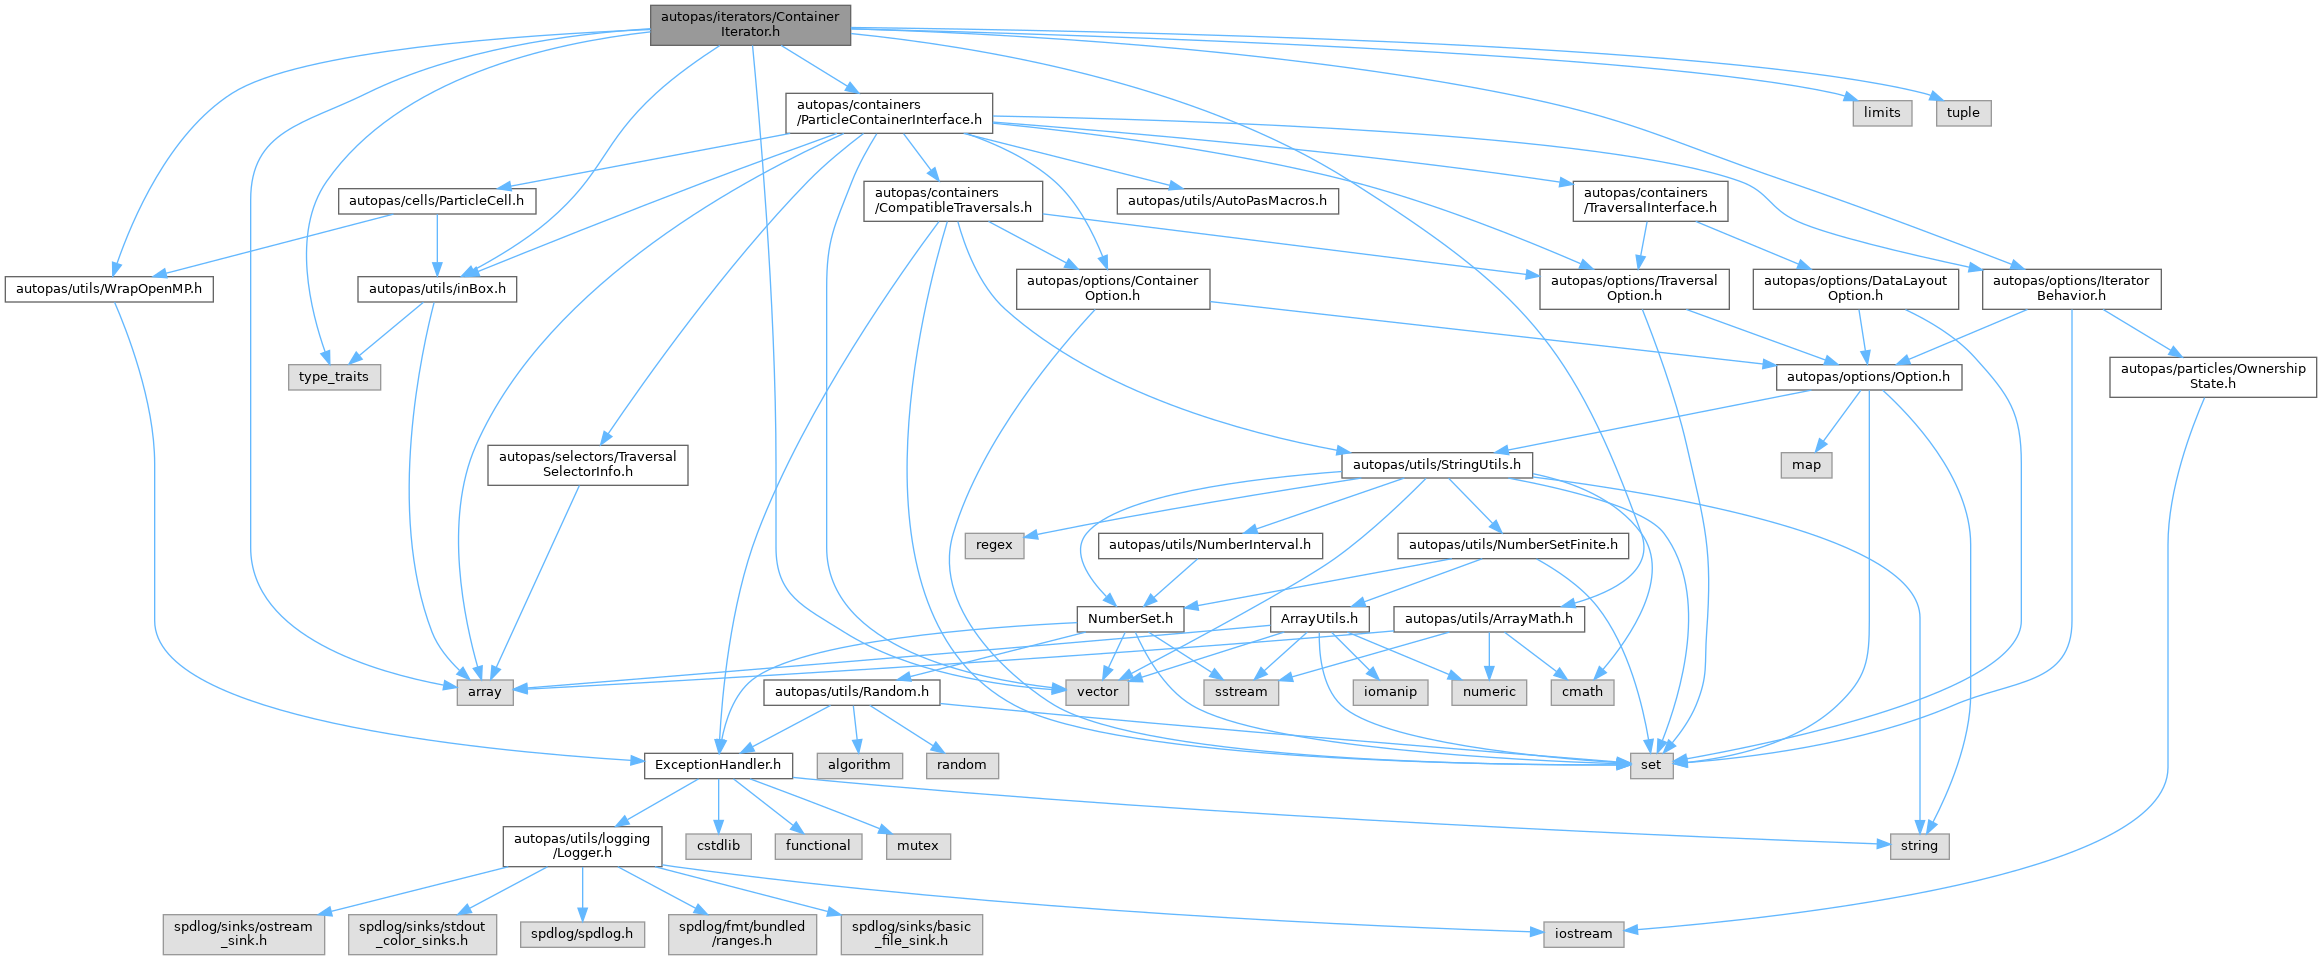 autopas/iterators/Container
Iterator.h
autopas/containers
/ParticleContainerInterface.h
limits
tuple
autopas/cells/ParticleCell.h
autopas/containers
/CompatibleTraversals.h
autopas/utils/AutoPasMacros.h
autopas/containers
/TraversalInterface.h
autopas/utils/WrapOpenMP.h
autopas/utils/inBox.h
autopas/options/Container
Option.h
autopas/options/Traversal
Option.h
autopas/options/DataLayout
Option.h
autopas/options/Iterator
Behavior.h
type_traits
autopas/options/Option.h
autopas/particles/Ownership
State.h
autopas/selectors/Traversal
SelectorInfo.h
autopas/utils/StringUtils.h
map
regex
autopas/utils/NumberInterval.h
autopas/utils/NumberSetFinite.h
NumberSet.h
ArrayUtils.h
autopas/utils/ArrayMath.h
array
autopas/utils/Random.h
vector
sstream
iomanip
numeric
cmath
ExceptionHandler.h
algorithm
random
set
autopas/utils/logging
/Logger.h
cstdlib
functional
mutex
string
spdlog/sinks/ostream
_sink.h
spdlog/sinks/stdout
_color_sinks.h
spdlog/spdlog.h
spdlog/fmt/bundled
/ranges.h
spdlog/sinks/basic
_file_sink.h
iostream